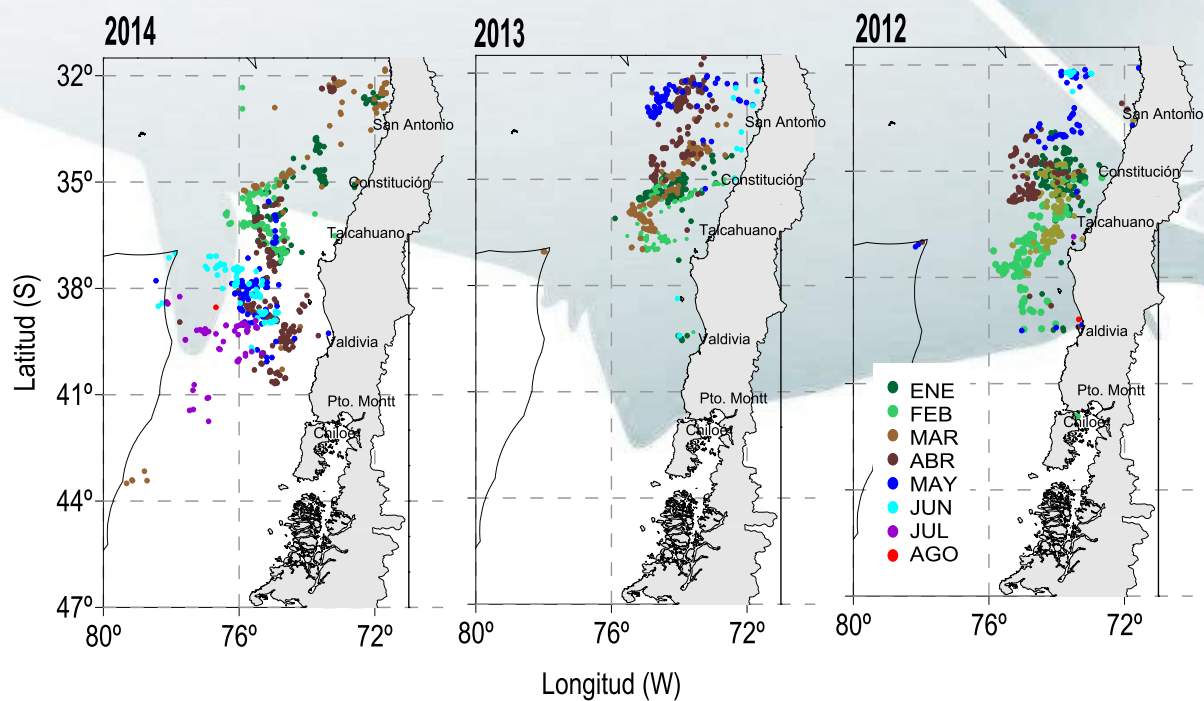 2014
2013
2012
32º
35º
38º
41º
44º
47º
Latitud (S)
San Antonio
Constitución
Talcahuano
Valdivia
Pto. Montt
Chiloé
San Antonio
Constitución
Talcahuano
Valdivia
Pto. Montt
Chiloé
San Antonio
Constitución
Talcahuano
Valdivia
Pto. Montt
Chiloé
ENE
FEB
MAR
ABR
MAY
JUN
JUL
AGO
80º 76º 72º
80º 76º 72º
80º 76º 72º
Longitud (W)